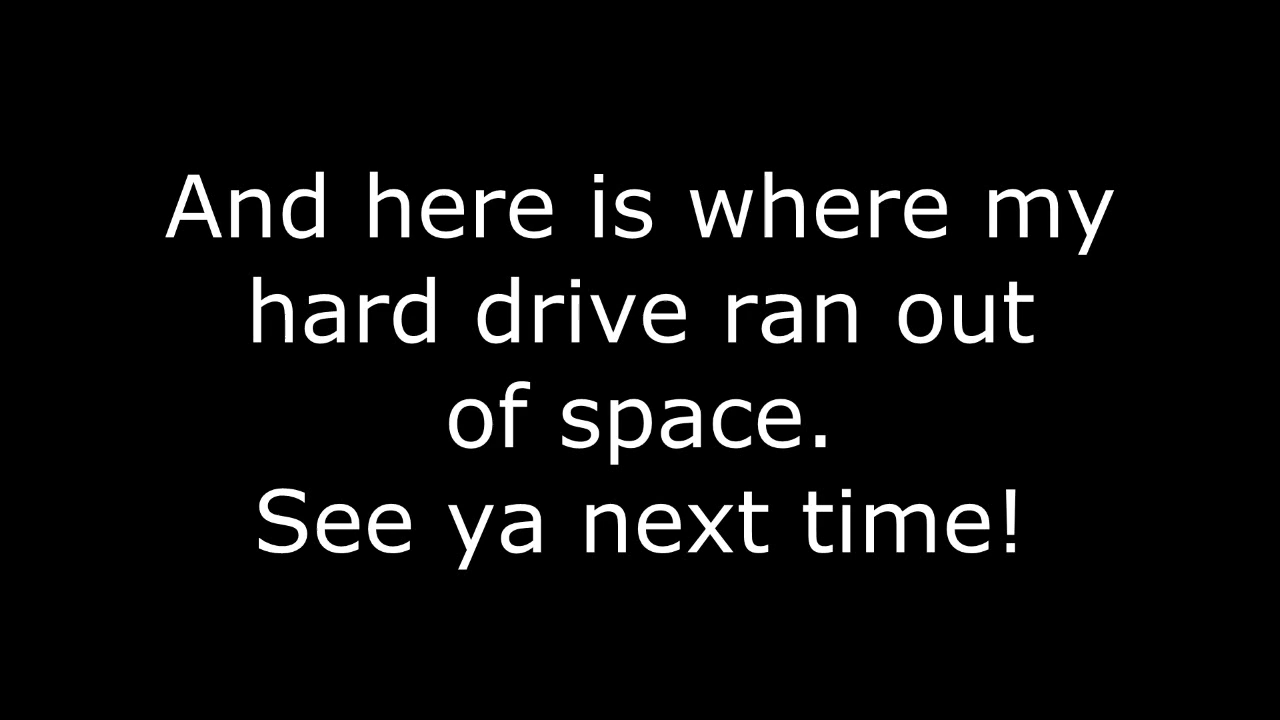 And here is where my
hard drive ran out
of space.
See ya next time!